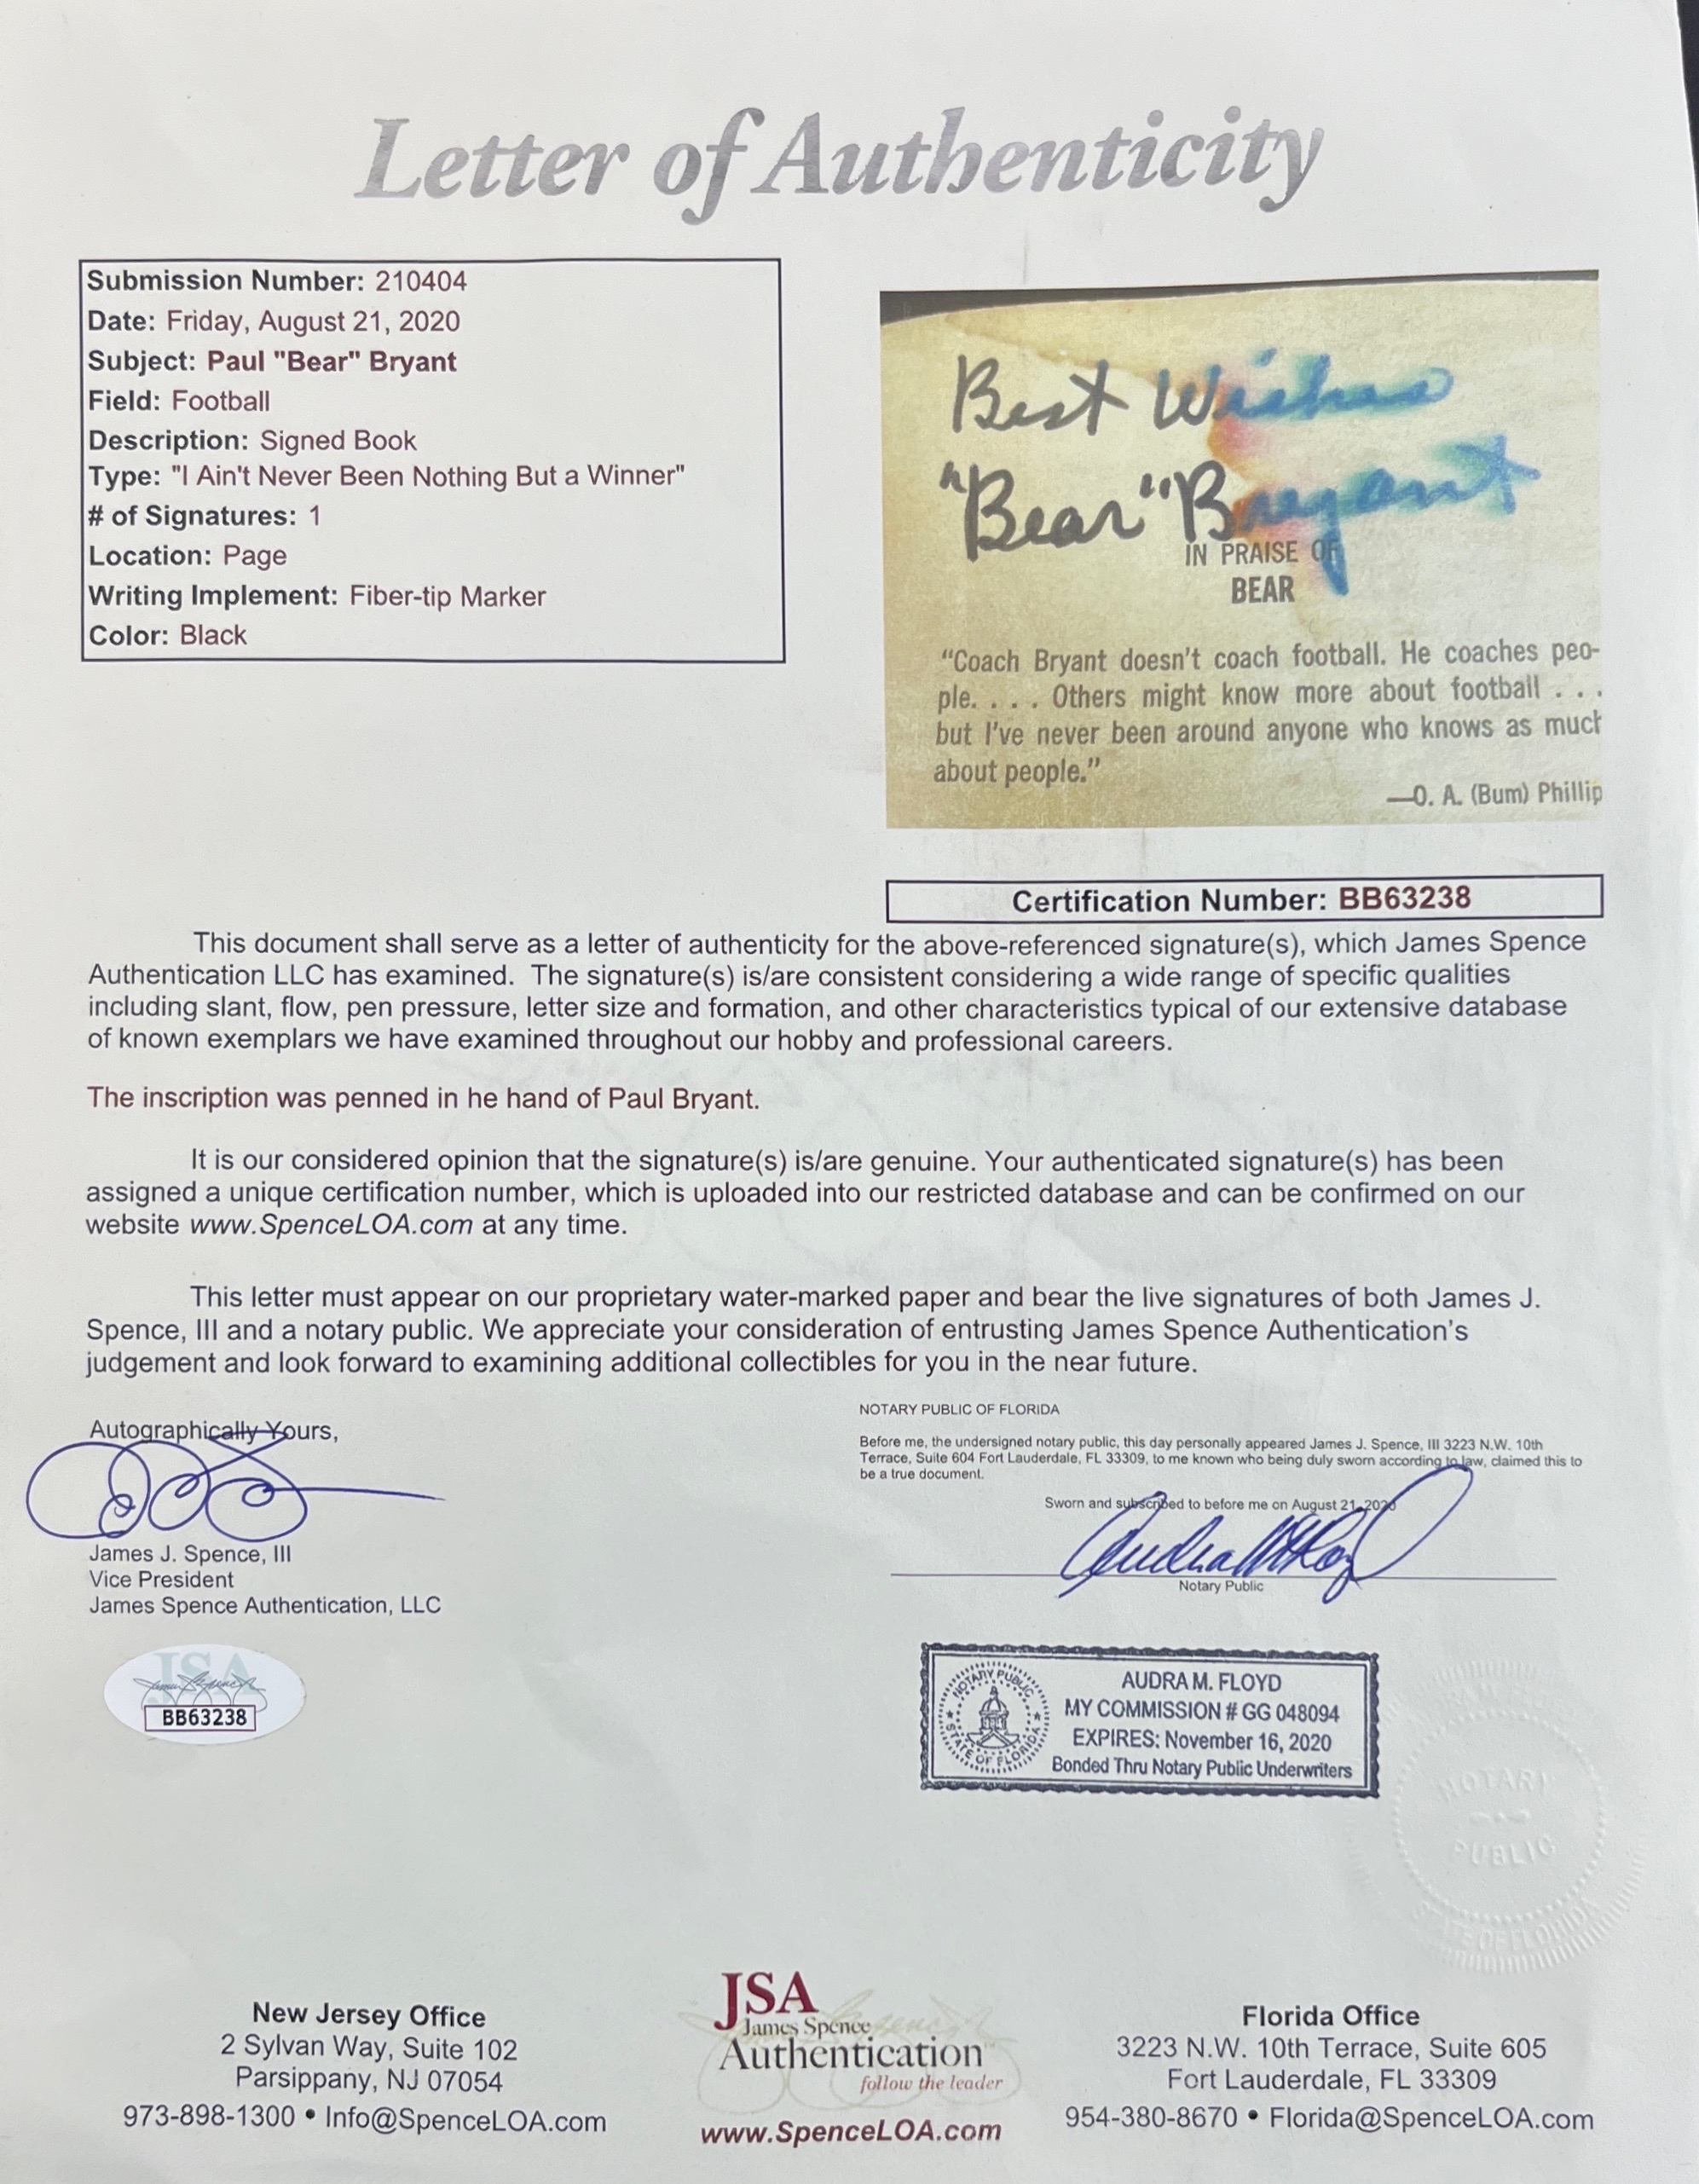 Letter of Authenticity
Submission Number: 210404
Date: Friday, August 21, 2020
Subject: Paul "Bear" Bryant
Field: Football
Description: Signed Book
Type: "I Ain't Never Been Nothing But a Winner"
# of Signatures: 1
Location: Page
Writing Implement: Fiber-tip Marker
Color: Black
Best Wishes
"Bear" Bryant
IN PRAISE OF
BEAR
“Coach Bryant doesn't coach football. He coaches peo-
ple. . . . Others might know more about football . . .
but I've never been around anyone who knows as much
about people.”
—O. A. (Bum) Phillip
Certification Number: BB63238
This document shall serve as a letter of authenticity for the above-referenced signature(s), which James Spence
Authentication LLC has examined. The signature(s) is/are consistent considering a wide range of specific qualities
including slant, flow, pen pressure, letter size and formation, and other characteristics typical of our extensive database
of known exemplars we have examined throughout our hobby and professional careers.
The inscription was penned in he hand of Paul Bryant.
It is our considered opinion that the signature(s) is/are genuine. Your authenticated signature(s) has been
assigned a unique certification number, which is uploaded into our restricted database and can be confirmed on our
website www.SpenceLOA.com at any time.
This letter must appear on our proprietary water-marked paper and bear the live signatures of both James J.
Spence, III and a notary public. We appreciate your consideration of entrusting James Spence Authentication's
judgement and look forward to examining additional collectibles for you in the near future.
Autographically Yours,
James J. Spence, III
Vice President
James Spence Authentication, LLC
NOTARY PUBLIC OF FLORIDA
Before me, the undersigned notary public, this day personally appeared James J. Spence, III 3223 N.W. 10th
Terrace, Suite 604 Fort Lauderdale, FL 33309, to me known who being duly sworn according to law, claimed this to
be a true document.
Sworn and subscribed to before me on August 21, 2020
Notary Public
JSA
BB63238
NOTARY PUBLIC
STATE OF FLORIDA
AUDRA M. FLOYD
MY COMMISSION # GG 048094
EXPIRES: November 16, 2020
Bonded Thru Notary Public Underwriters
NOTARY
PUBLIC
STATE OF FLORIDA
New Jersey Office
2 Sylvan Way, Suite 102
Parsippany, NJ 07054
973-898-1300 • Info@SpenceLOA.com
JSA
James Spence
Authentication
follow the leader
www.SpenceLOA.com
Florida Office
3223 N.W. 10th Terrace, Suite 605
Fort Lauderdale, FL 33309
954-380-8670 • Florida@SpenceLOA.com